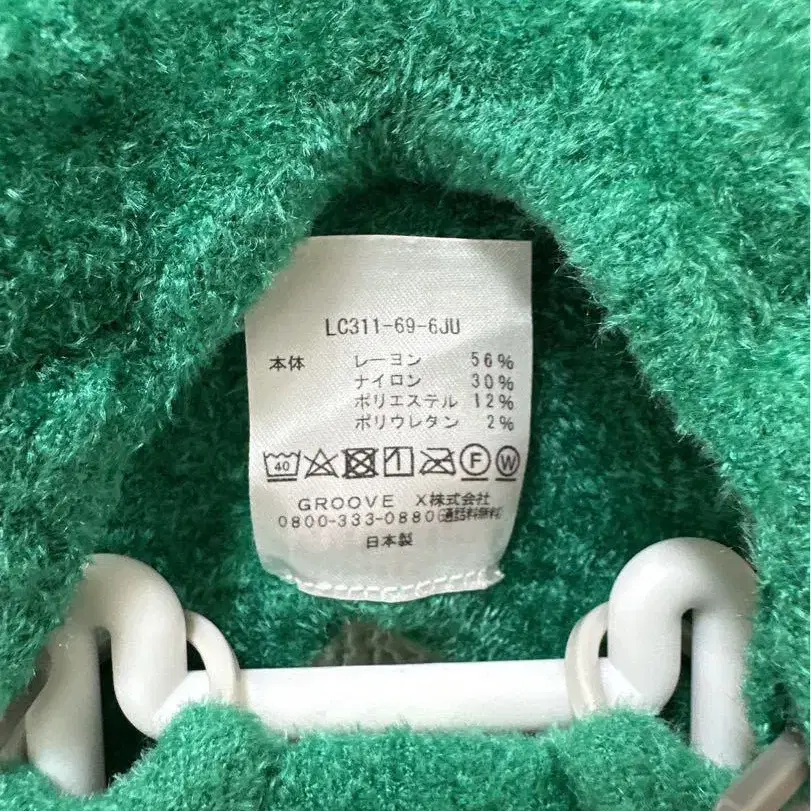 LC311-69-6JU
本体 レーヨン 56%
ナイロン 30%
ポリエステル 12%
ポリウレタン 2%
40 F W
GROOVE X株式会社
0800-333-0880(通話料無料)
日本製